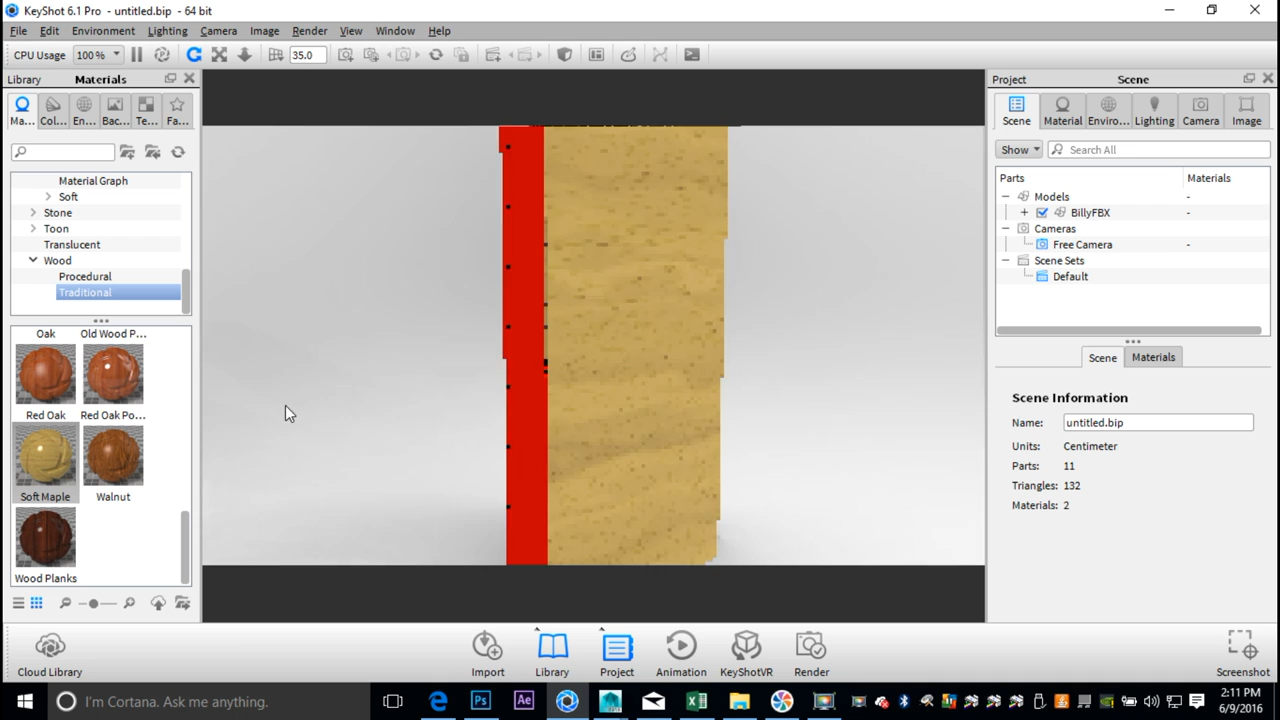 KeyShot 6.1 Pro - untitled.bip - 64 bit
File Edit Environment Lighting Camera Image Render View Window Help
CPU Usage 100% 35.0
Library Materials
Ma... Col... En... Bac... Te... Fa...
Material Graph
Soft
Stone
Toon
Translucent
Wood
Procedural
Traditional
Oak Old Wood P...
Red Oak Red Oak Po...
Soft Maple Walnut
Wood Planks
Project Scene
Scene Material Enviro... Lighting Camera Image
Show Search All
Parts Materials
Models -
BillyFBX -
Cameras
Free Camera -
Scene Sets
Default
Scene Materials
Scene Information
Name: untitled.bip
Units: Centimeter
Parts: 11
Triangles: 132
Materials: 2
Cloud Library Import Library Project Animation KeyShotVR Render Screenshot
I'm Cortana. Ask me anything.
Ps Ae
2:11 PM
6/9/2016